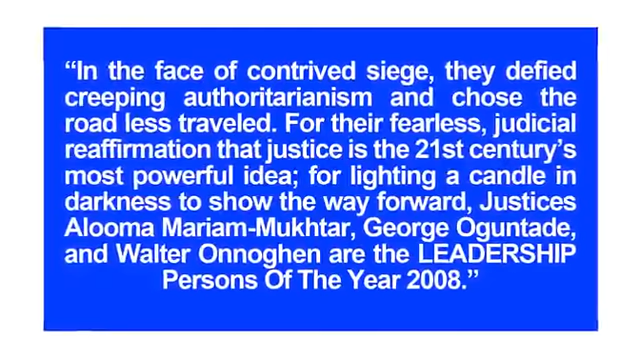 “In the face of contrived siege, they defied
creeping authoritarianism and chose the
road less traveled. For their fearless, judicial
reaffirmation that justice is the 21st century’s
most powerful idea; for lighting a candle in
darkness to show the way forward, Justices
Alooma Mariam-Mukhtar, George Oguntade,
and Walter Onnoghen are the LEADERSHIP
Persons Of The Year 2008.”